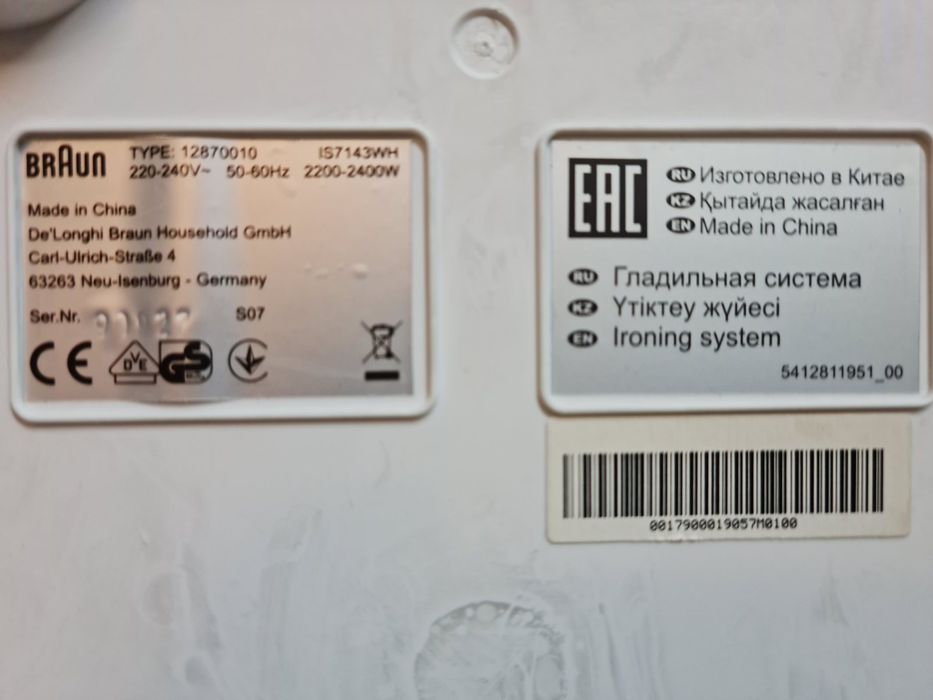 BRAUN
TYPE: 12870010 IS7143WH
220-240V~ 50-60Hz 2200-2400W
Made in China
De'Longhi Braun Household GmbH
Carl-Ulrich-Straße 4
63263 Neu-Isenburg - Germany
Ser.Nr. S07
CE DVE GS
EAC
RU Изготовлено в Китае
KZ Қытайда жасалған
EN Made in China
RU Гладильная система
KZ Үтіктеу жүйесі
EN Ironing system
5412811951_00
0017900019057M0100